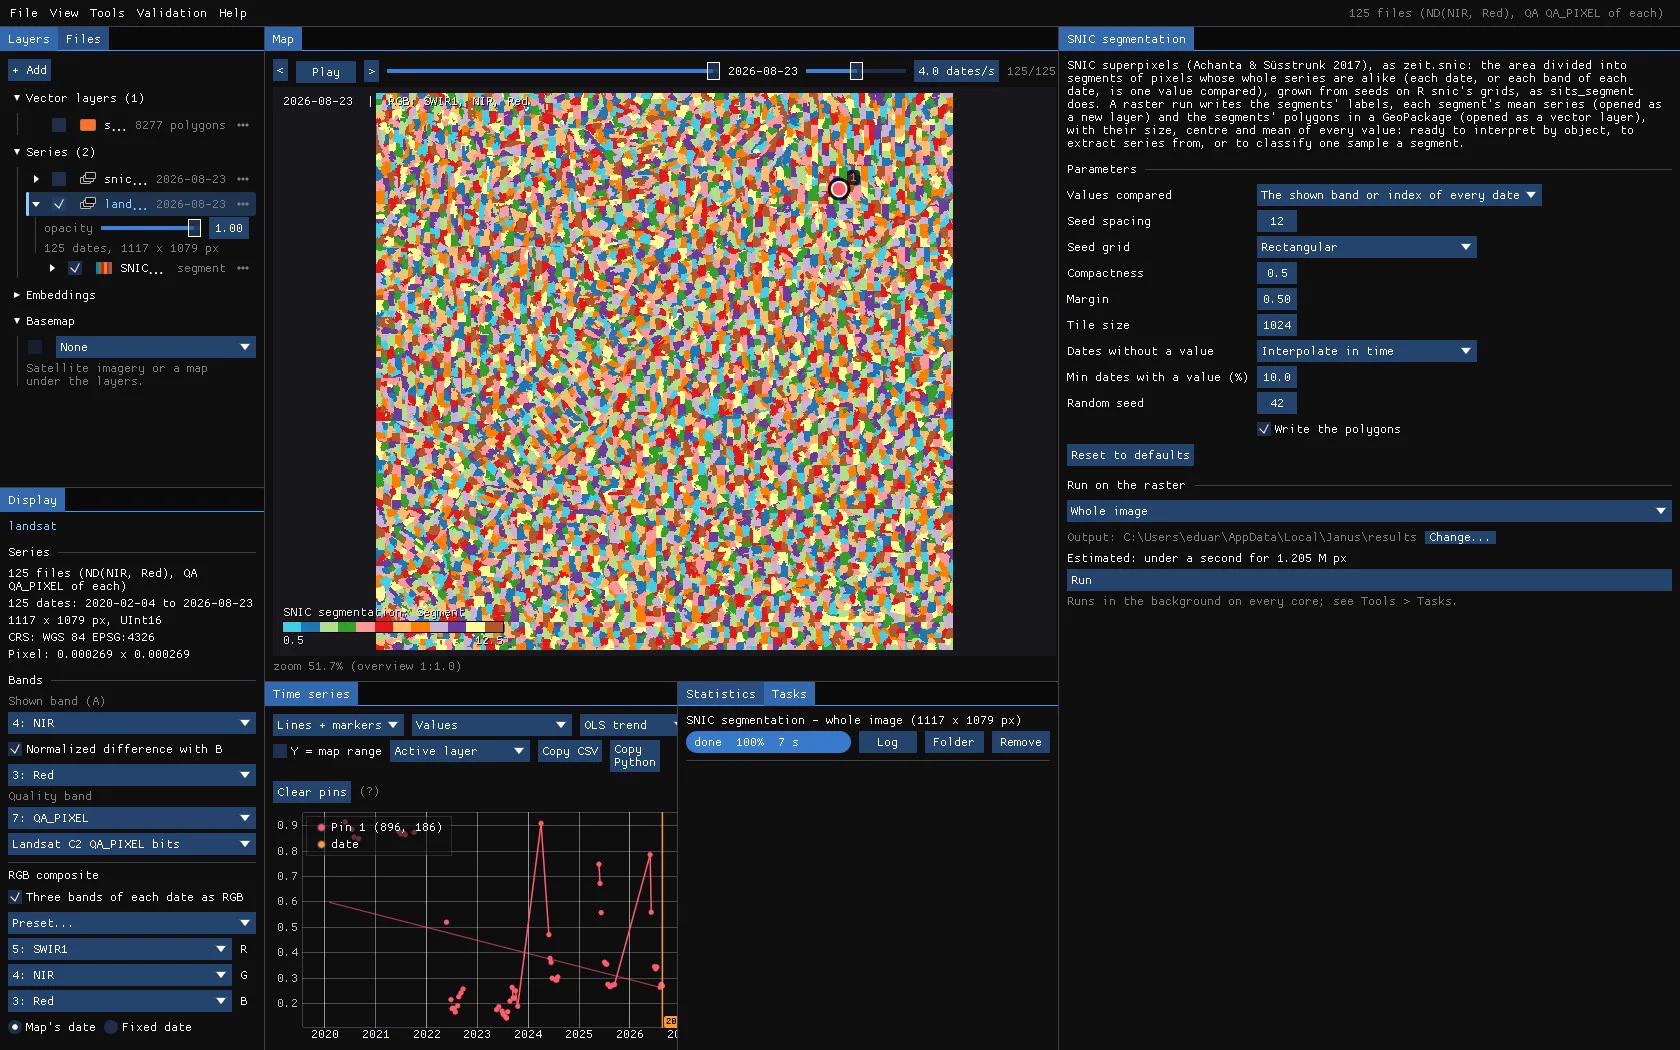 File View Tools Validation Help
125 files (ND(NIR, Red), QA QA_PIXEL of each)
Layers Files
+ Add
Vector layers (1)
s... 8277 polygons •••
Series (2)
snic... 2026-08-23 •••
land... 2026-08-23 •••
opacity 1.00
125 dates, 1117 x 1079 px
SNIC... segment •••
Embeddings
Basemap
None
Satellite imagery or a map
under the layers.
Display
landsat
Series
125 files (ND(NIR, Red), QA
QA_PIXEL of each)
125 dates: 2020-02-04 to 2026-08-23
1117 x 1079 px, UInt16
CRS: WGS 84 EPSG:4326
Pixel: 0.000269 x 0.000269
Bands
Shown band (A)
4: NIR
Normalized difference with B
3: Red
Quality band
7: QA_PIXEL
Landsat C2 QA_PIXEL bits
RGB composite
Three bands of each date as RGB
Preset...
5: SWIR1 R
4: NIR G
3: Red B
Map's date Fixed date
Map
< Play > 2026-08-23 4.0 dates/s 125/125
2026-08-23 | RGB: SWIR1, NIR, Red
1
SNIC segmentation: segment
0.5 12.5
zoom 51.7% (overview 1:1.0)
Time series
Lines + markers Values OLS trend
Y = map range Active layer Copy CSV Copy
Python
Clear pins (?)
Pin 1 (896, 186)
date
0.9
0.8
0.7
0.6
0.5
0.4
0.3
0.2
2020 2021 2022 2023 2024 2025 2026 20
20
Statistics Tasks
SNIC segmentation - whole image (1117 x 1079 px)
done 100% 7 s Log Folder Remove
SNIC segmentation
SNIC superpixels (Achanta & Süsstrunk 2017), as zeit.snic: the area divided into
segments of pixels whose whole series are alike (each date, or each band of each
date, is one value compared), grown from seeds on R snic's grids, as sits_segment
does. A raster run writes the segments' labels, each segment's mean series (opened as
a new layer) and the segments' polygons in a GeoPackage (opened as a vector layer),
with their size, centre and mean of every value: ready to interpret by object, to
extract series from, or to classify one sample a segment.
Parameters
Values compared The shown band or index of every date
Seed spacing 12
Seed grid Rectangular
Compactness 0.5
Margin 0.50
Tile size 1024
Dates without a value Interpolate in time
Min dates with a value (%) 10.0
Random seed 42
Write the polygons
Reset to defaults
Run on the raster
Whole image
Output: C:\Users\eduar\AppData\Local\Janus\results Change...
Estimated: under a second for 1.205 M px
Run
Runs in the background on every core; see Tools > Tasks.